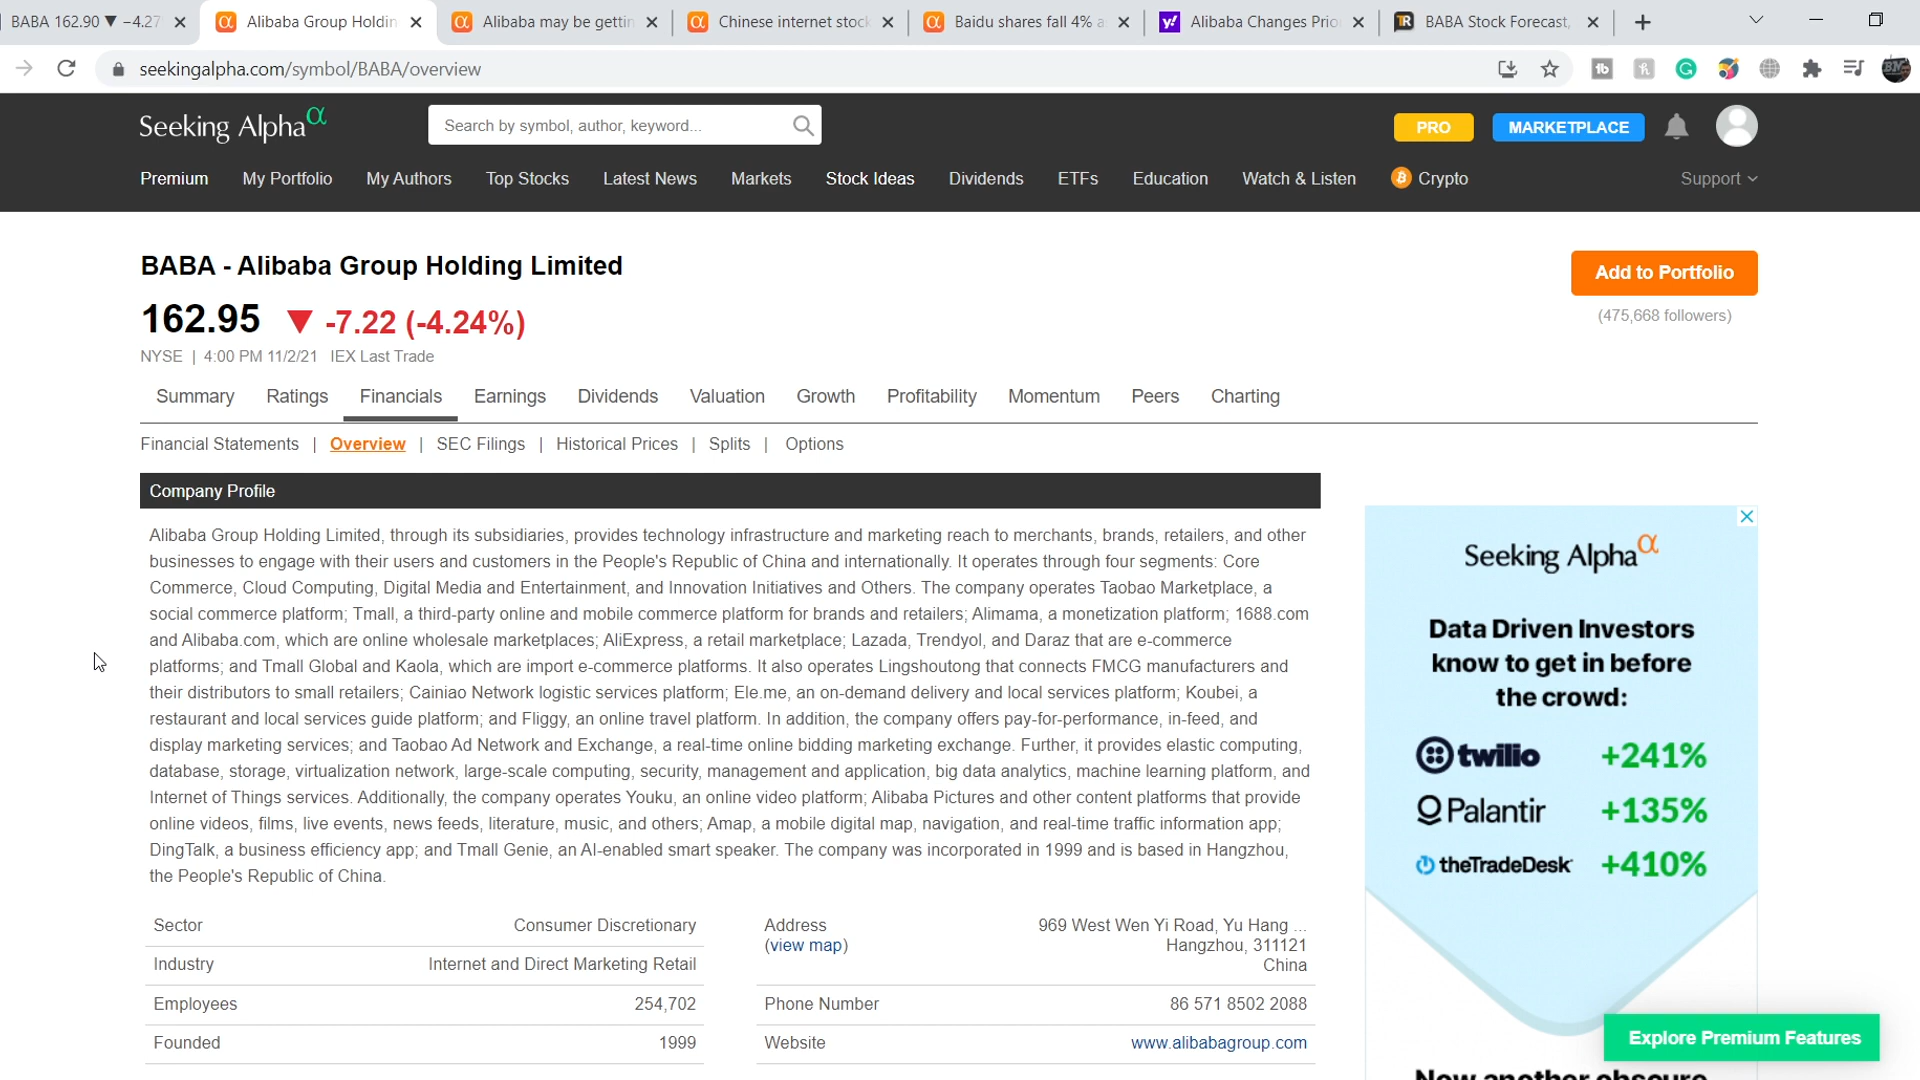 BABA 162.90 ▼ −4.27
Alibaba Group Holdin
Alibaba may be gettin
Chinese internet stock
Baidu shares fall 4% a
Alibaba Changes Prio
BABA Stock Forecast,
seekingalpha.com/symbol/BABA/overview
Seeking Alpha α
Search by symbol, author, keyword...
PRO
MARKETPLACE
Premium
My Portfolio
My Authors
Top Stocks
Latest News
Markets
Stock Ideas
Dividends
ETFs
Education
Watch & Listen
Crypto
Support
BABA - Alibaba Group Holding Limited
Add to Portfolio
162.95 ▼ -7.22 (-4.24%)
(475,668 followers)
NYSE | 4:00 PM 11/2/21 IEX Last Trade
Summary
Ratings
Financials
Earnings
Dividends
Valuation
Growth
Profitability
Momentum
Peers
Charting
Financial Statements | Overview | SEC Filings | Historical Prices | Splits | Options
Company Profile
Alibaba Group Holding Limited, through its subsidiaries, provides technology infrastructure and marketing reach to merchants, brands, retailers, and other
businesses to engage with their users and customers in the People's Republic of China and internationally. It operates through four segments: Core
Commerce, Cloud Computing, Digital Media and Entertainment, and Innovation Initiatives and Others. The company operates Taobao Marketplace, a
social commerce platform; Tmall, a third-party online and mobile commerce platform for brands and retailers; Alimama, a monetization platform; 1688.com
and Alibaba.com, which are online wholesale marketplaces; AliExpress, a retail marketplace; Lazada, Trendyol, and Daraz that are e-commerce
platforms; and Tmall Global and Kaola, which are import e-commerce platforms. It also operates Lingshoutong that connects FMCG manufacturers and
their distributors to small retailers; Cainiao Network logistic services platform; Ele.me, an on-demand delivery and local services platform; Koubei, a
restaurant and local services guide platform; and Fliggy, an online travel platform. In addition, the company offers pay-for-performance, in-feed, and
display marketing services; and Taobao Ad Network and Exchange, a real-time online bidding marketing exchange. Further, it provides elastic computing,
database, storage, virtualization network, large-scale computing, security, management and application, big data analytics, machine learning platform, and
Internet of Things services. Additionally, the company operates Youku, an online video platform; Alibaba Pictures and other content platforms that provide
online videos, films, live events, news feeds, literature, music, and others; Amap, a mobile digital map, navigation, and real-time traffic information app;
DingTalk, a business efficiency app; and Tmall Genie, an AI-enabled smart speaker. The company was incorporated in 1999 and is based in Hangzhou,
the People's Republic of China.
Sector Consumer Discretionary
Industry Internet and Direct Marketing Retail
Employees 254,702
Founded 1999
Address 969 West Wen Yi Road, Yu Hang ...
(view map) Hangzhou, 311121
China
Phone Number 86 571 8502 2088
Website www.alibabagroup.com
Seeking Alpha α
Data Driven Investors
know to get in before
the crowd:
twilio +241%
Palantir +135%
theTradeDesk +410%
Explore Premium Features
Now another obscure